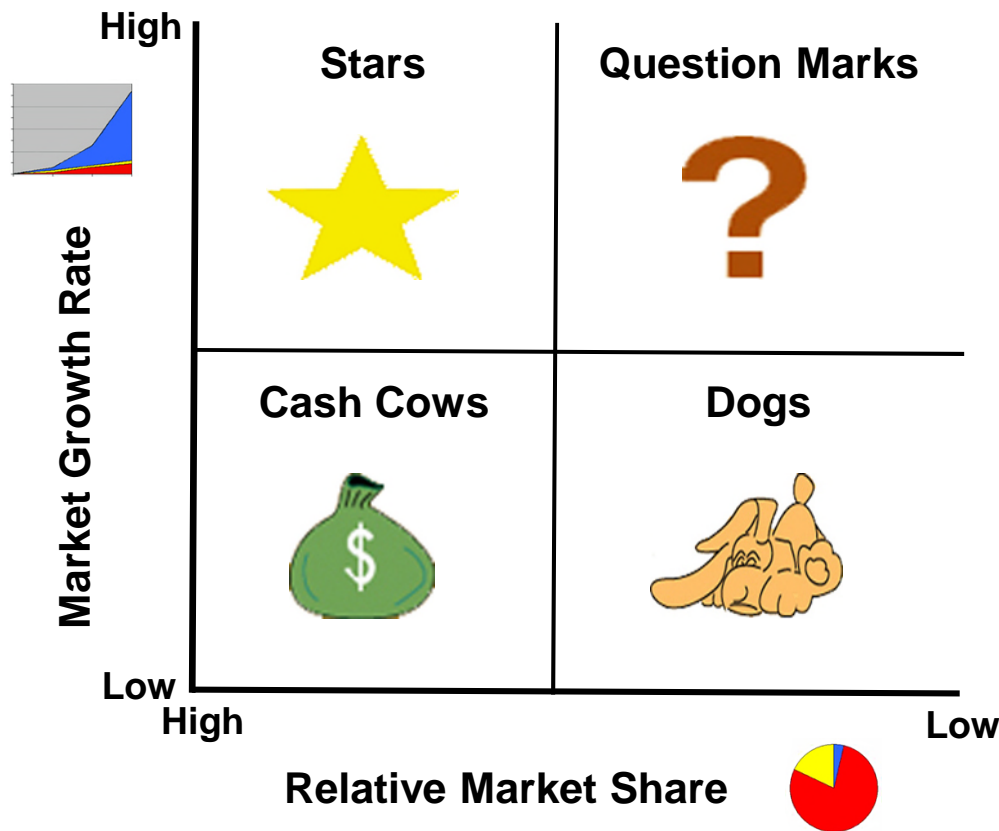 High
Stars
Question Marks
Market Growth Rate
Cash Cows
Dogs
$
Low
High
Low
Relative Market Share